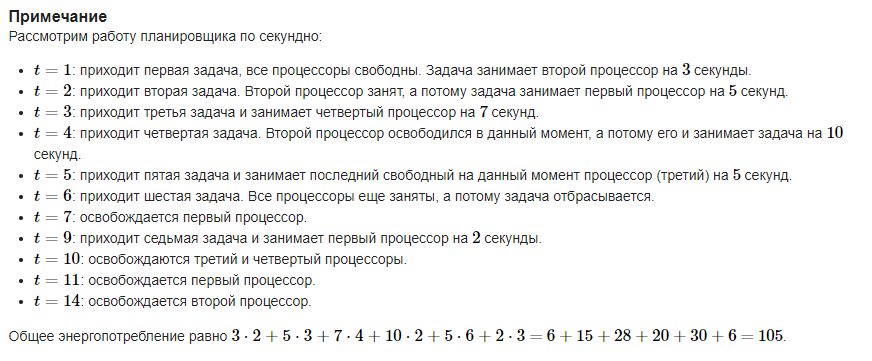 Примечание
Рассмотрим работу планировщика по секундно:
• t = 1: приходит первая задача, все процессоры свободны. Задача занимает второй процессор на 3 секунды.
• t = 2: приходит вторая задача. Второй процессор занят, а потому задача занимает первый процессор на 5 секунд.
• t = 3: приходит третья задача и занимает четвертый процессор на 7 секунд.
• t = 4: приходит четвертая задача. Второй процессор освободился в данный момент, а потому его и занимает задача на 10
секунд.
• t = 5: приходит пятая задача и занимает последний свободный на данный момент процессор (третий) на 5 секунд.
• t = 6: приходит шестая задача. Все процессоры еще заняты, а потому задача отбрасывается.
• t = 7: освобождается первый процессор.
• t = 9: приходит седьмая задача и занимает первый процессор на 2 секунды.
• t = 10: освобождаются третий и четвертый процессоры.
• t = 11: освобождается первый процессор.
• t = 14: освобождается второй процессор.
Общее энергопотребление равно 3 · 2 + 5 · 3 + 7 · 4 + 10 · 2 + 5 · 6 + 2 · 3 = 6 + 15 + 28 + 20 + 30 + 6 = 105.